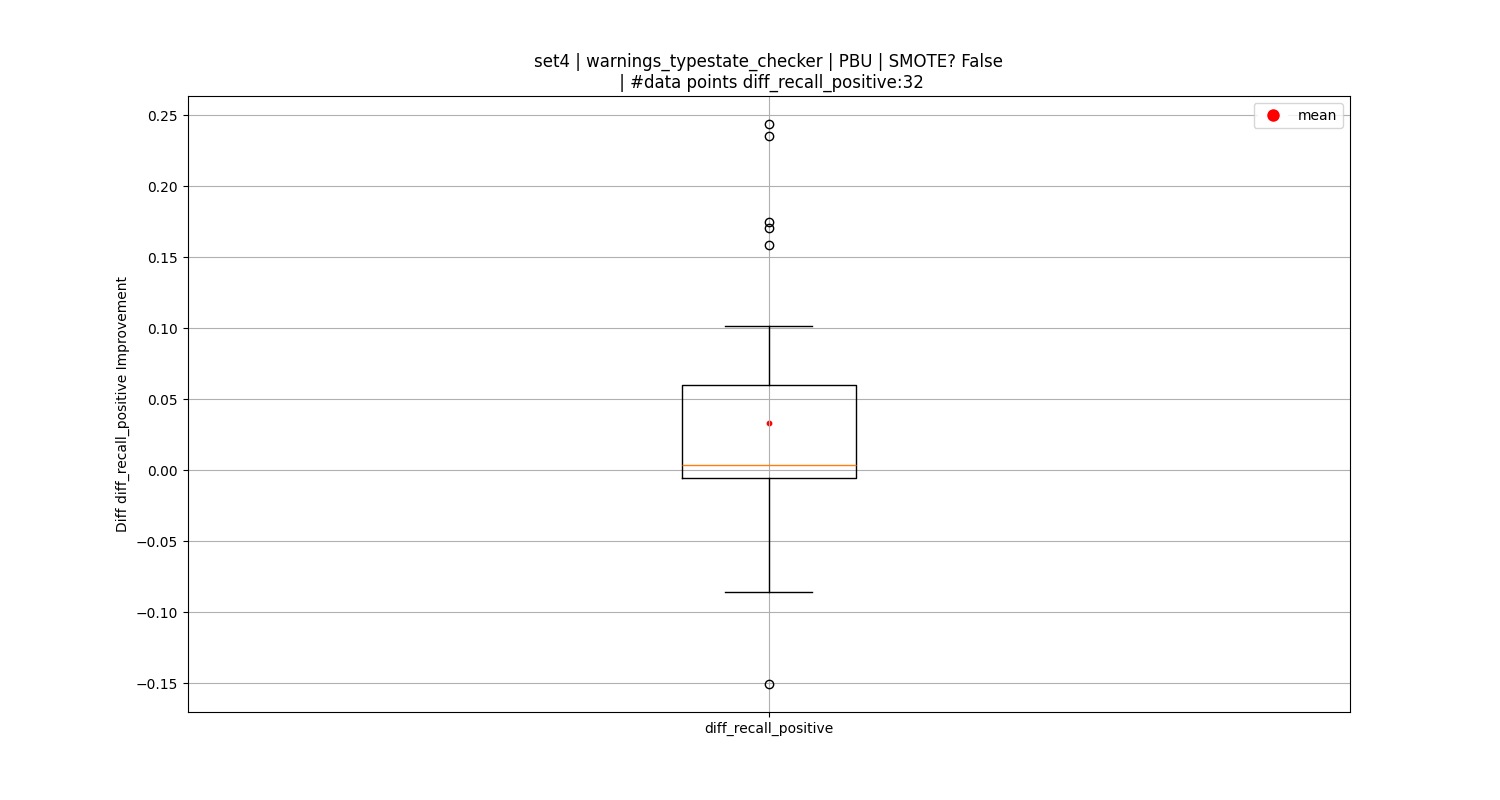 set4 | warnings_typestate_checker | PBU | SMOTE? False
| #data points diff_recall_positive:32
mean
0.25
0.20
0.15
0.10
0.05
0.00
−0.05
−0.10
−0.15
Diff diff_recall_positive Improvement
diff_recall_positive